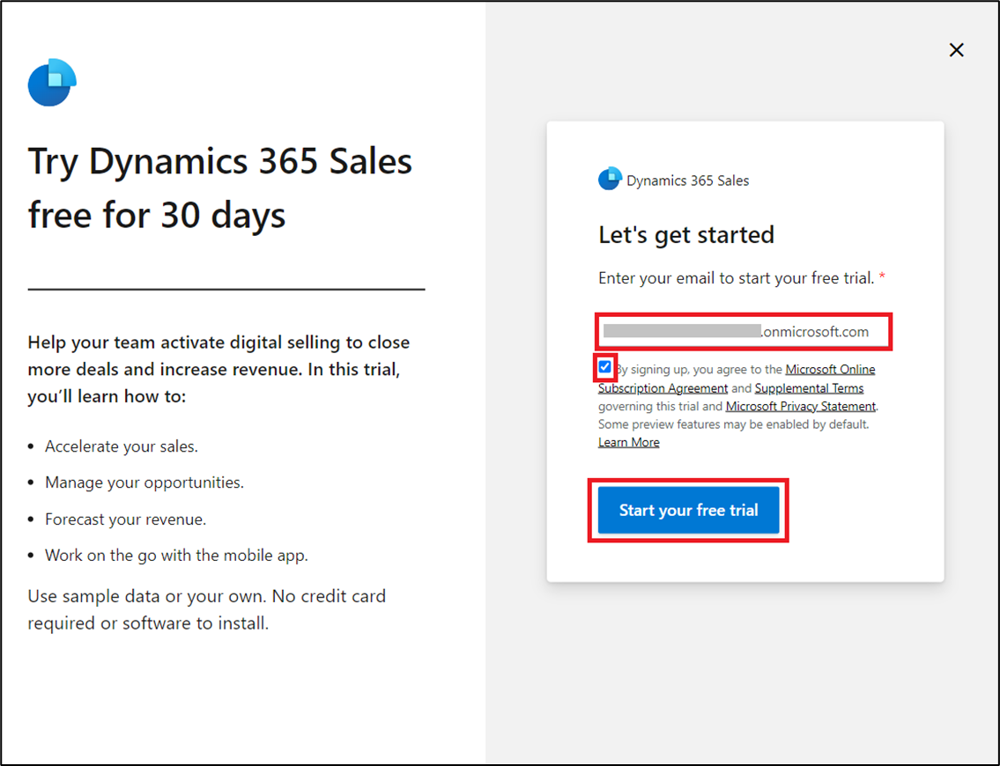 Try Dynamics 365 Sales
free for 30 days
Help your team activate digital selling to close
more deals and increase revenue. In this trial,
you’ll learn how to:
• Accelerate your sales.
• Manage your opportunities.
• Forecast your revenue.
• Work on the go with the mobile app.
Use sample data or your own. No credit card
required or software to install.
Dynamics 365 Sales
Let's get started
Enter your email to start your free trial. *
.onmicrosoft.com
By signing up, you agree to the Microsoft Online
Subscription Agreement and Supplemental Terms
governing this trial and Microsoft Privacy Statement.
Some preview features may be enabled by default.
Learn More
Start your free trial